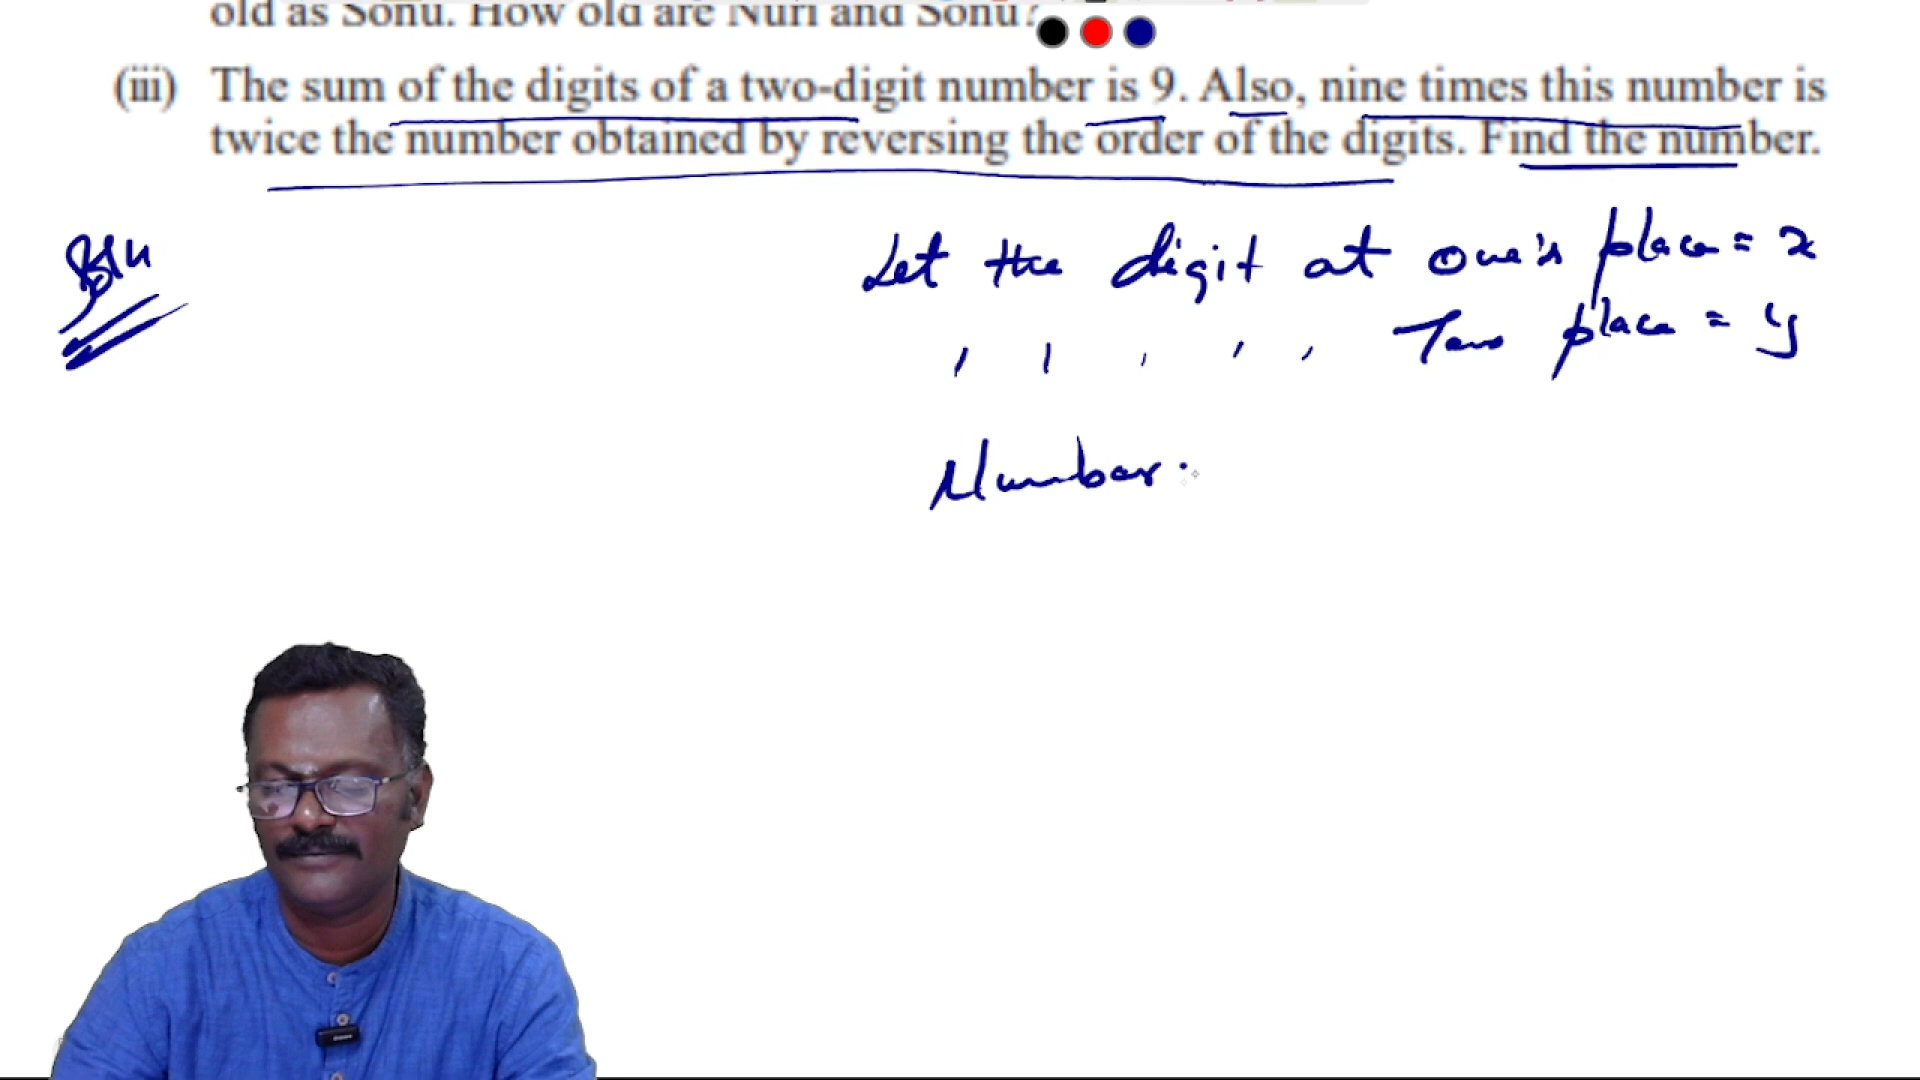 old as Sonu. How old are Nuri and Sonu?
(iii) The sum of the digits of a two-digit number is 9. Also, nine times this number is
twice the number obtained by reversing the order of the digits. Find the number.
Soln
Let the digit at one's place = x
, , , , , Tens place = y
Number :